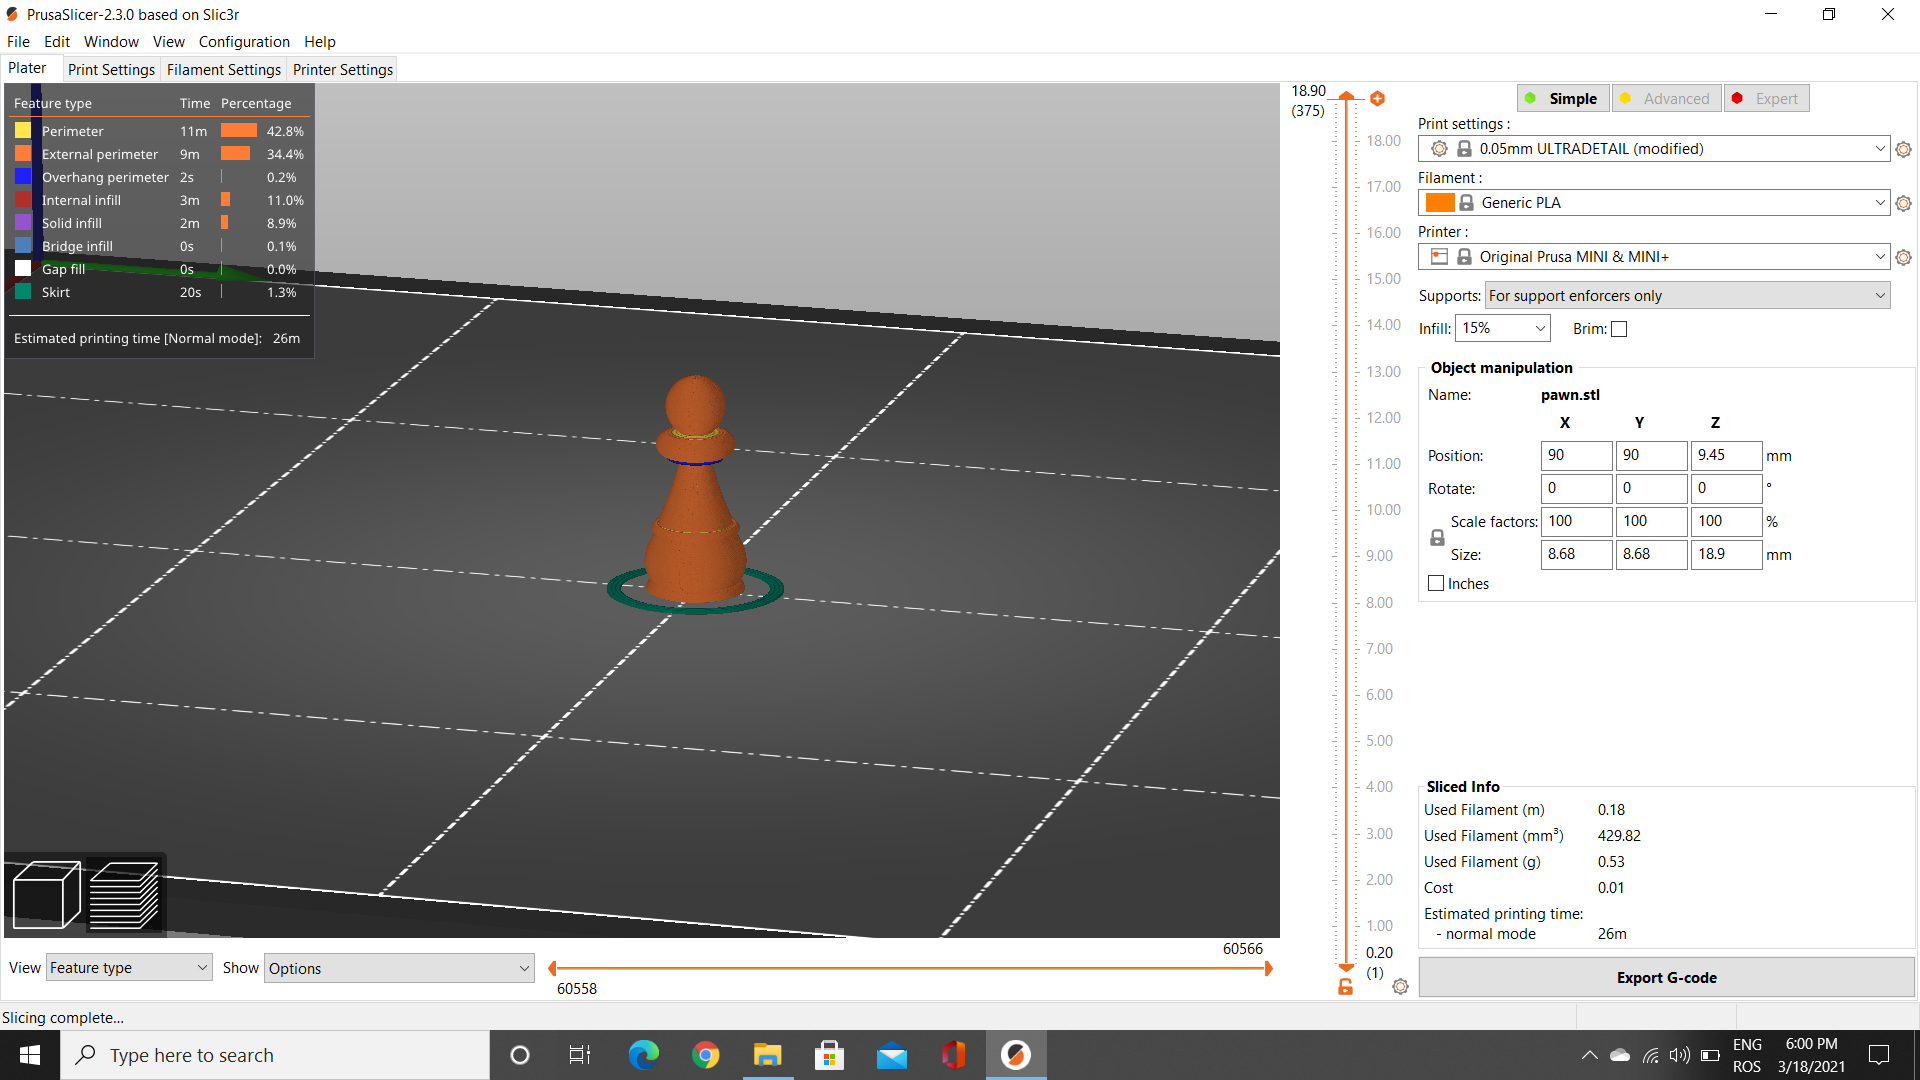 PrusaSlicer-2.3.0 based on Slic3r
File Edit Window View Configuration Help
Plater Print Settings Filament Settings Printer Settings
Feature type Time Percentage
Perimeter 11m 42.8%
External perimeter 9m 34.4%
Overhang perimeter 2s 0.2%
Internal infill 3m 11.0%
Solid infill 2m 8.9%
Bridge infill 0s 0.1%
Gap fill 0s 0.0%
Skirt 20s 1.3%
Estimated printing time [Normal mode]: 26m
18.90
(375)
18.00
17.00
16.00
15.00
14.00
13.00
12.00
11.00
10.00
9.00
8.00
7.00
6.00
5.00
4.00
3.00
2.00
1.00
0.20
(1)
Simple Advanced Expert
Print settings :
0.05mm ULTRADETAIL (modified)
Filament :
Generic PLA
Printer :
Original Prusa MINI & MINI+
Supports: For support enforcers only
Infill: 15% Brim:
Object manipulation
Name: pawn.stl
X Y Z
Position: 90 90 9.45 mm
Rotate: 0 0 0 °
Scale factors: 100 100 100 %
Size: 8.68 8.68 18.9 mm
Inches
Sliced Info
Used Filament (m) 0.18
Used Filament (mm³) 429.82
Used Filament (g) 0.53
Cost 0.01
Estimated printing time:
- normal mode 26m
Export G-code
View Feature type Show Options
60566
60558
Slicing complete...
Type here to search
ENG
ROS
6:00 PM
3/18/2021